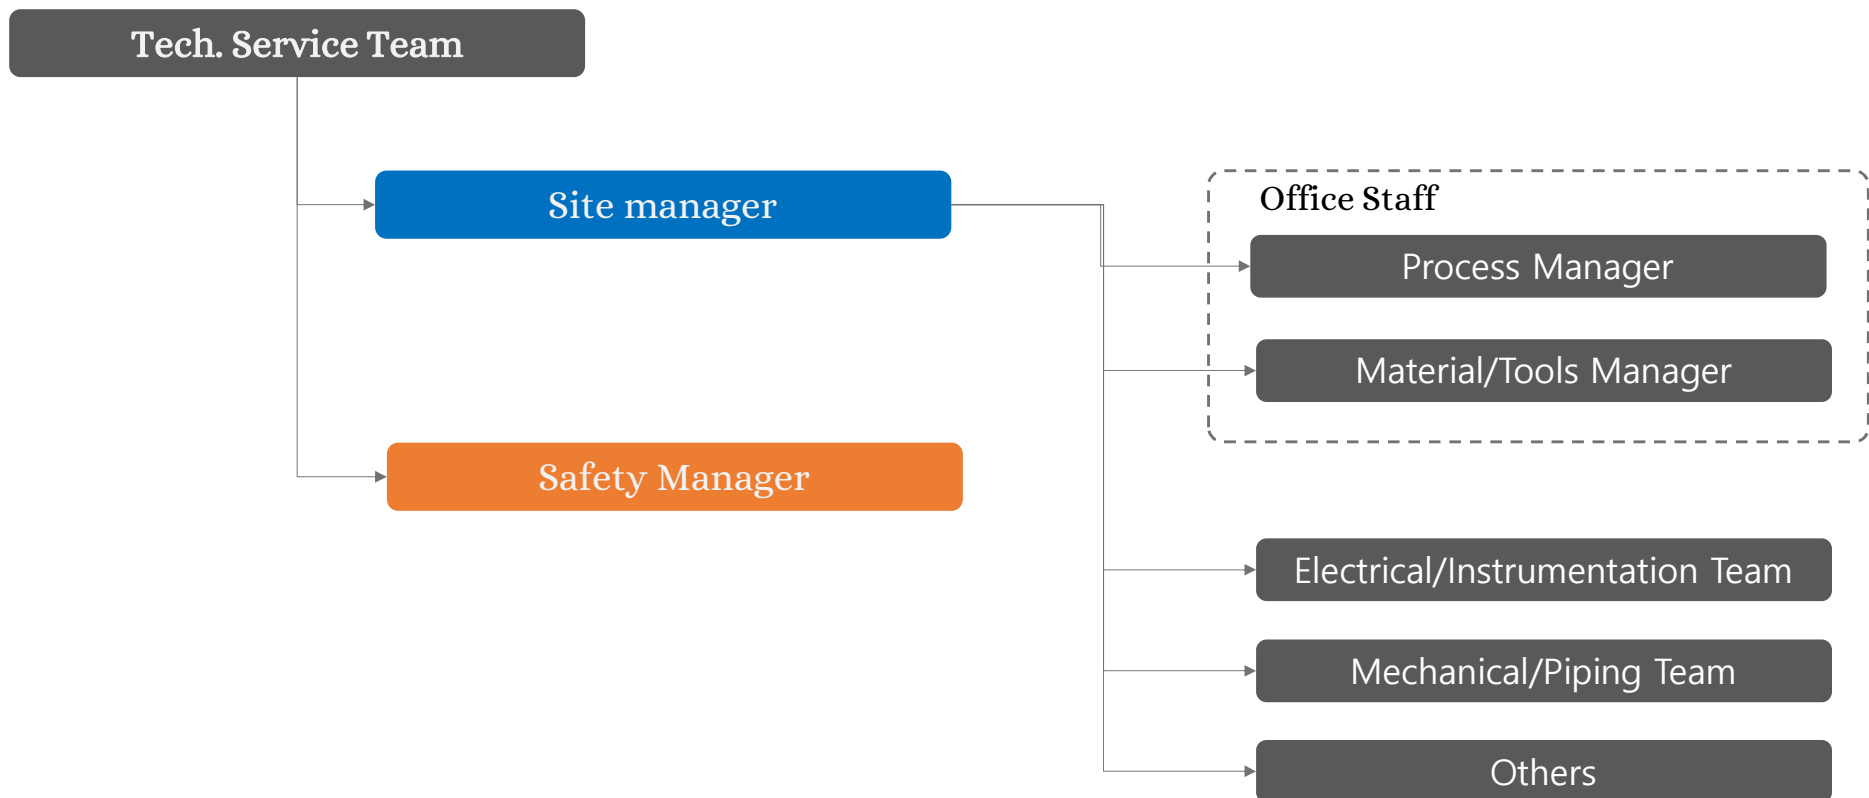 Tech. Service Team
Site manager
Office Staff
Process Manager
Material/Tools Manager
Safety Manager
Electrical/Instrumentation Team
Mechanical/Piping Team
Others